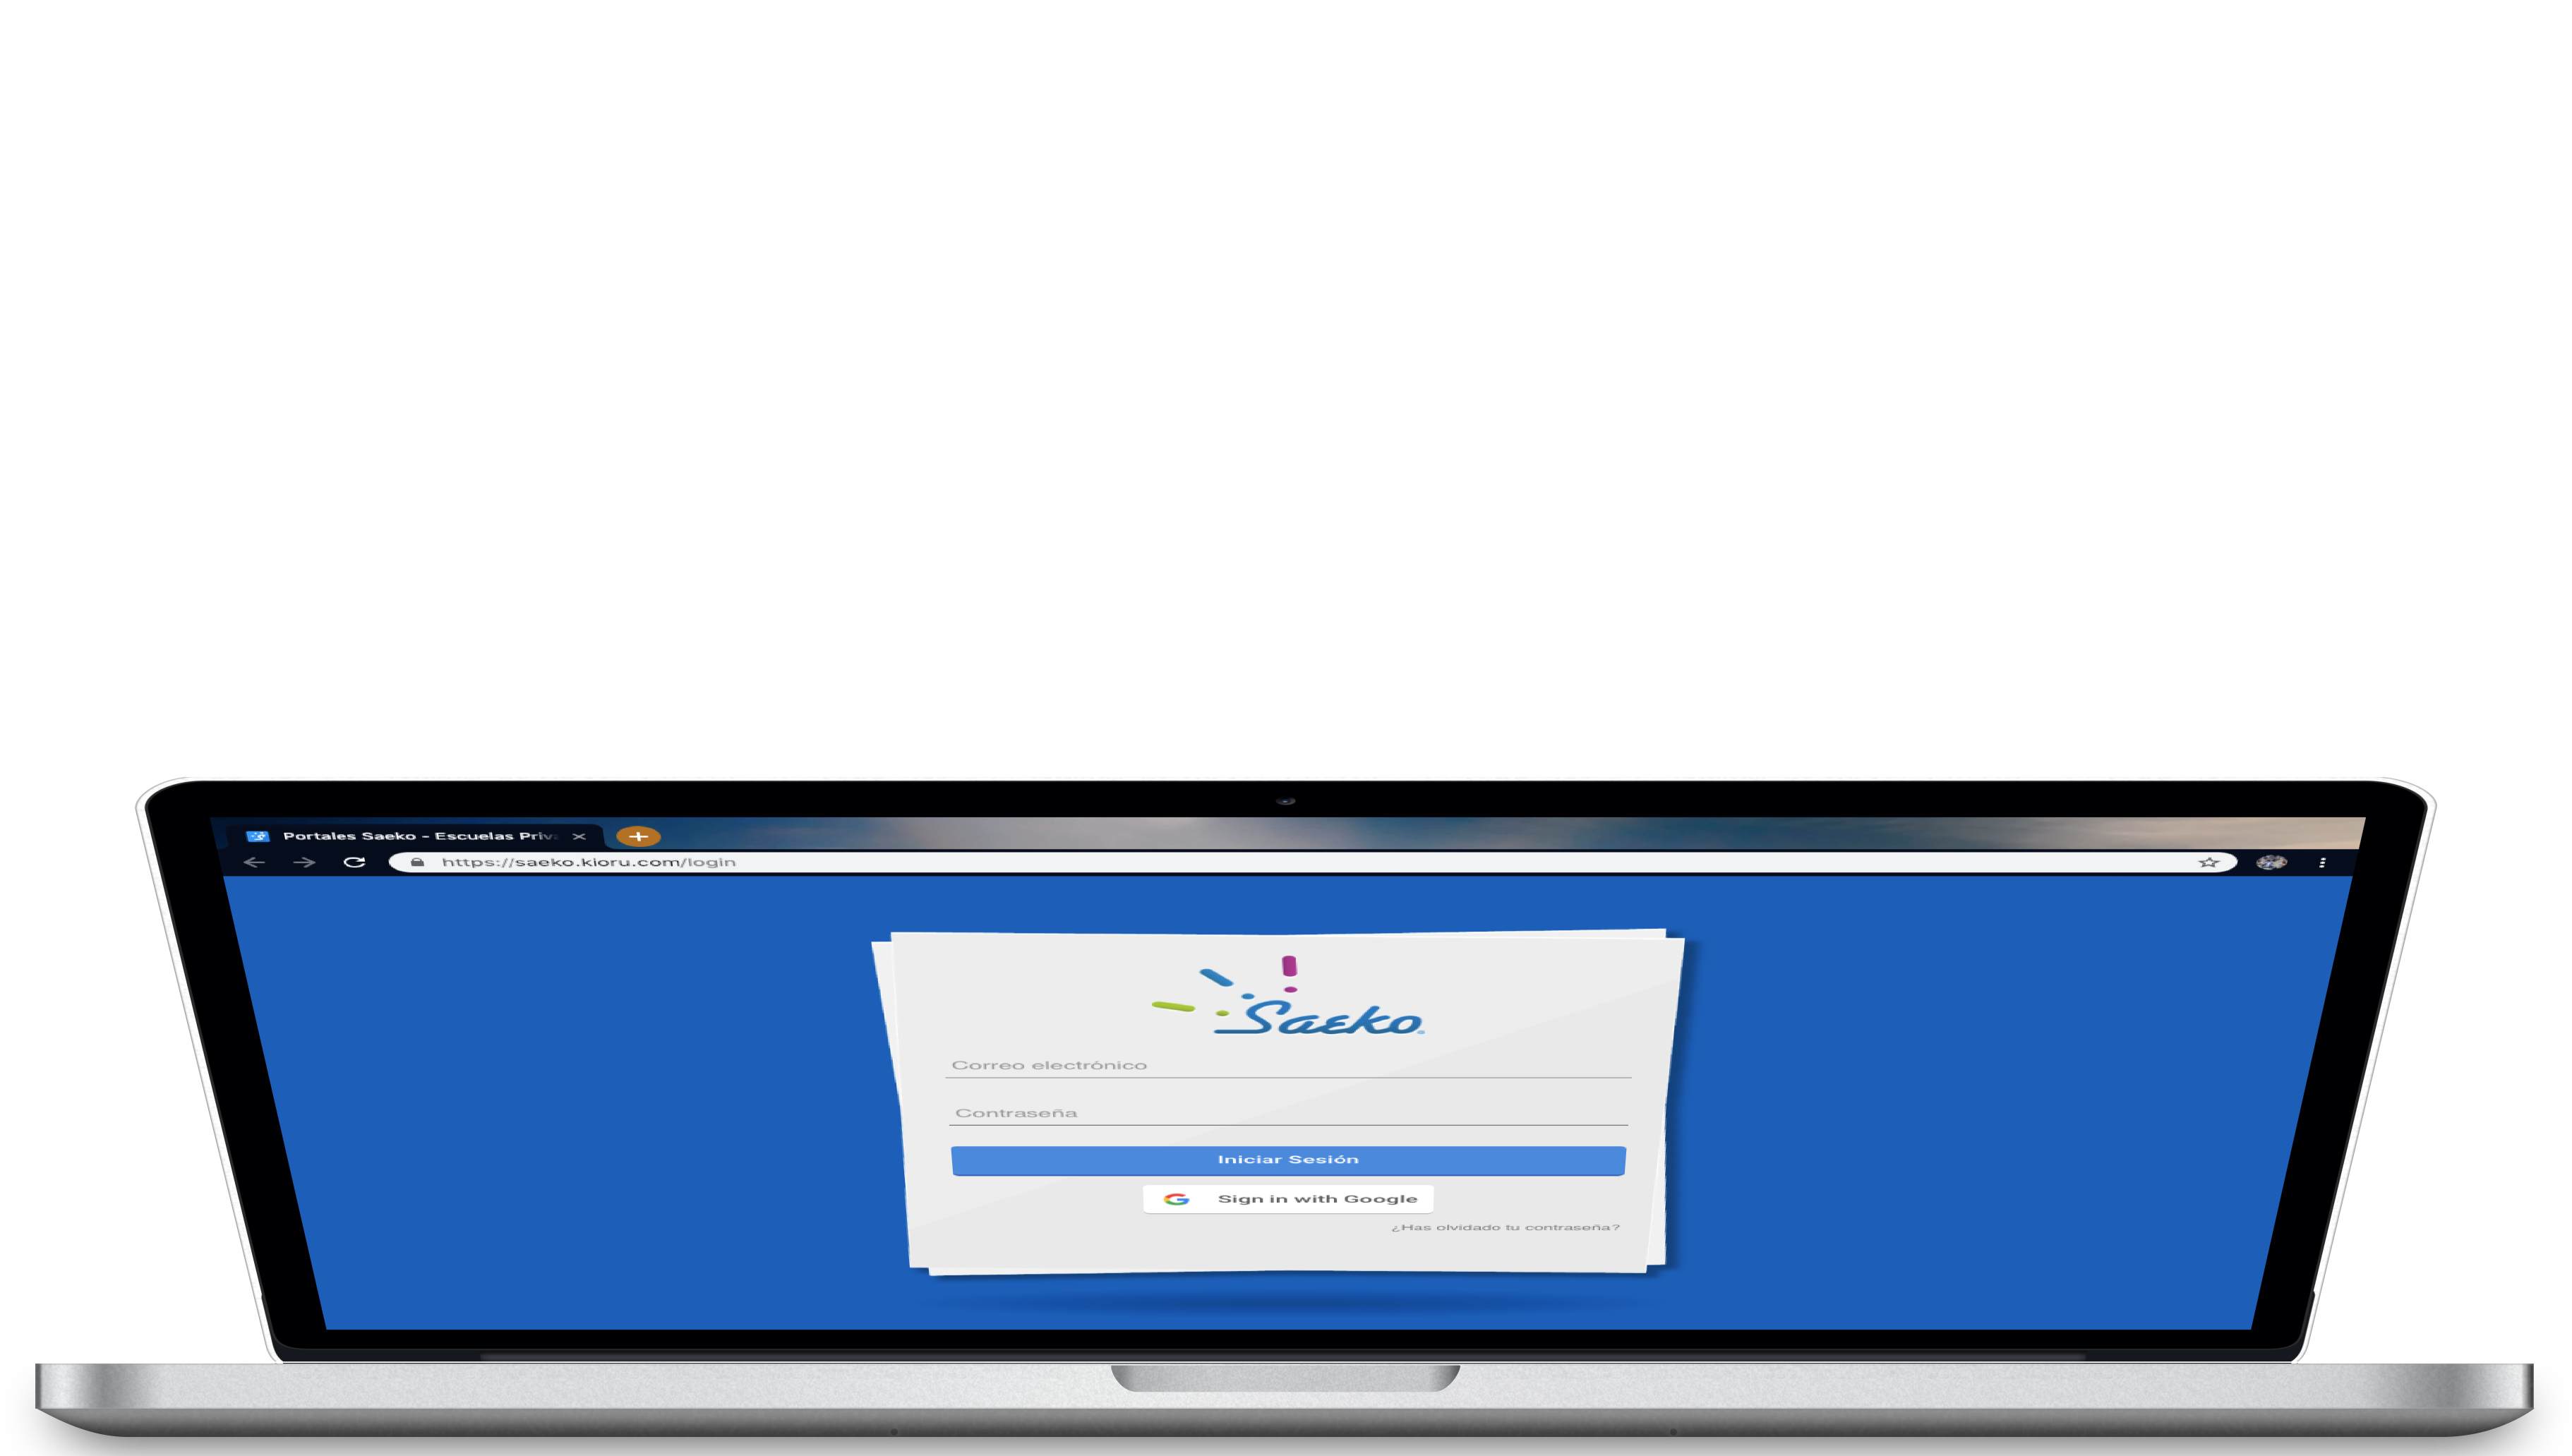 Portales Saeko - Escuelas Priv
https://saeko.kioru.com/login
Saeko
Correo electrónico
Contraseña
Iniciar Sesión
Sign in with Google
¿Has olvidado tu contraseña?